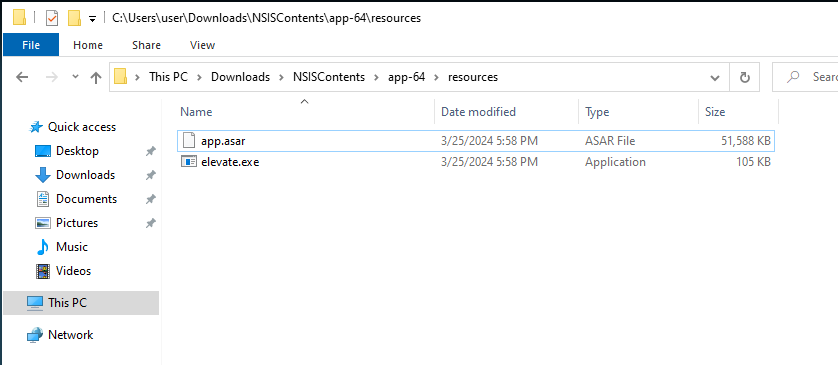 C:\Users\user\Downloads\NSISContents\app-64\resources
File Home Share View
This PC Downloads NSISContents app-64 resources Searc
Name Date modified Type Size
Quick access
Desktop
Downloads
Documents
Pictures
Music
Videos
This PC
Network
app.asar 3/25/2024 5:58 PM ASAR File 51,588 KB
elevate.exe 3/25/2024 5:58 PM Application 105 KB